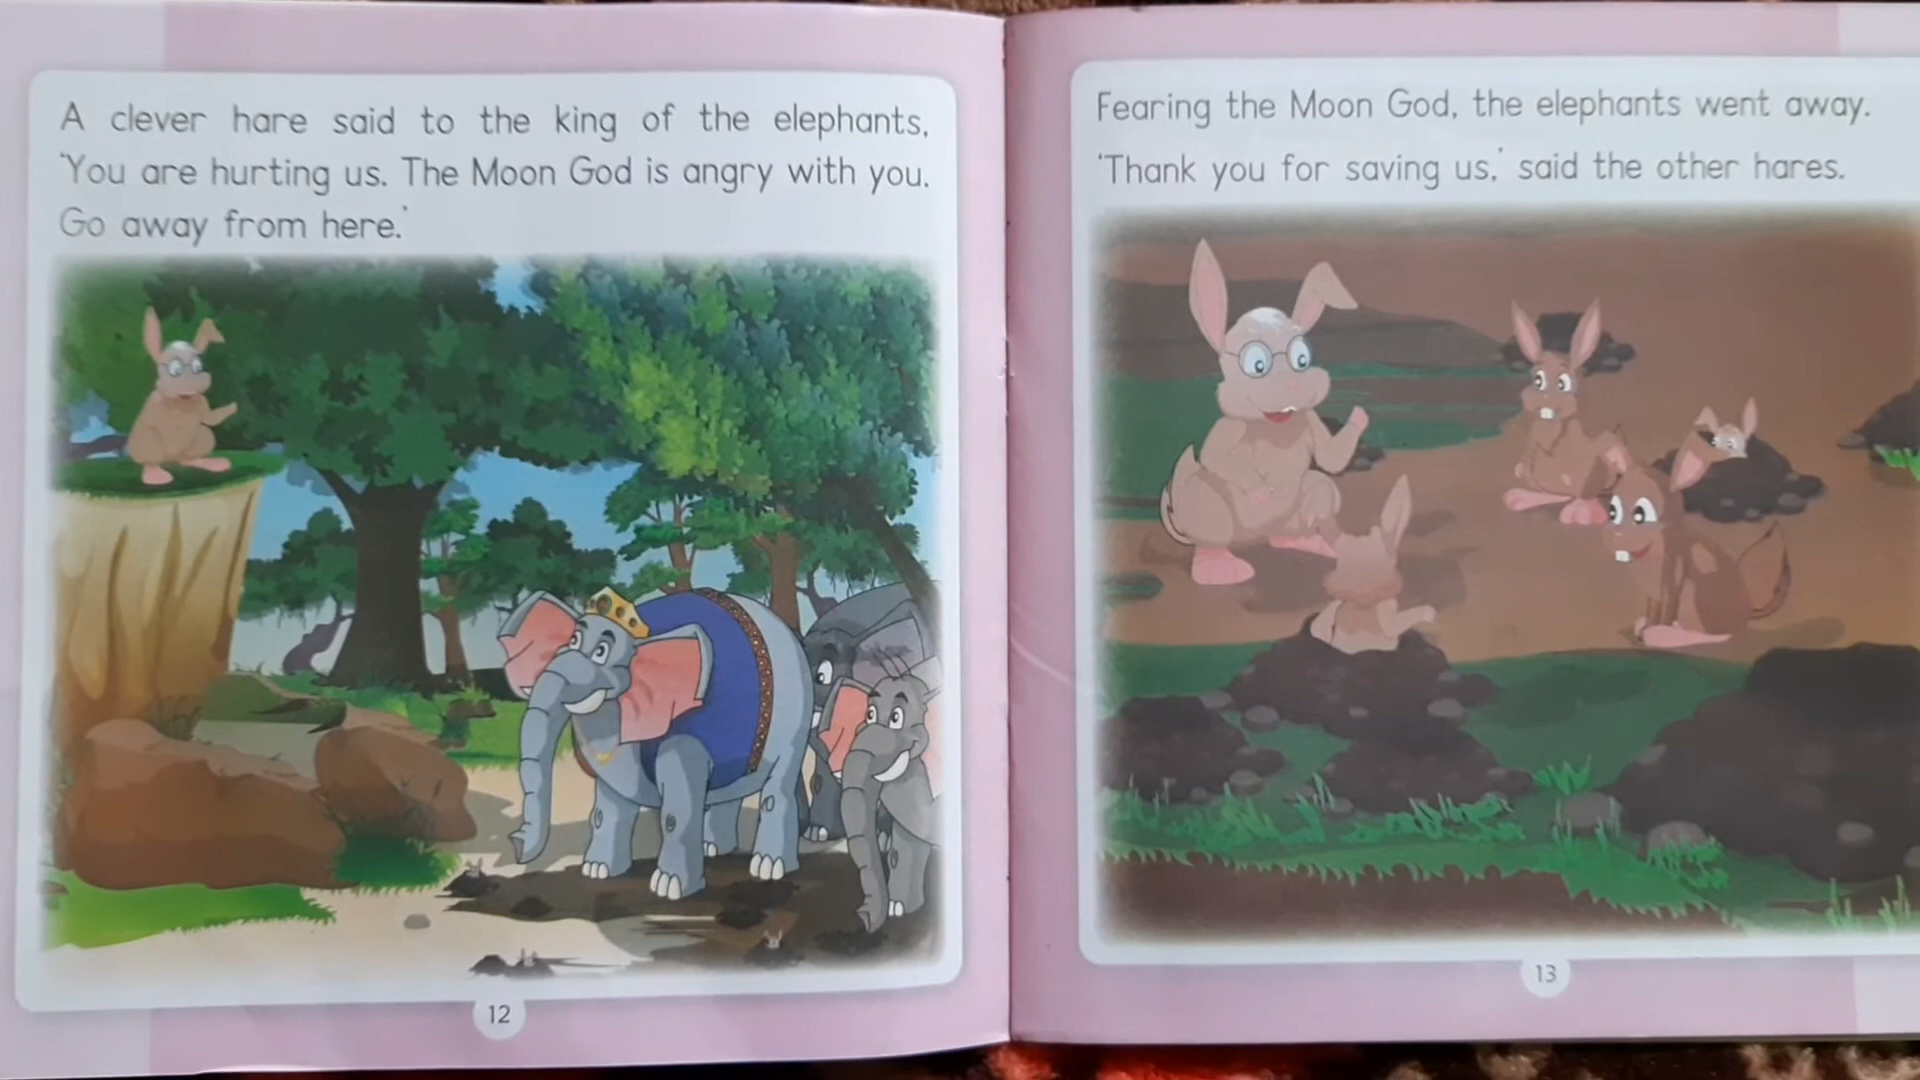 A clever hare said to the king of the elephants,
'You are hurting us. The Moon God is angry with you.
Go away from here.'
12
Fearing the Moon God, the elephants went away.
'Thank you for saving us,' said the other hares.
13